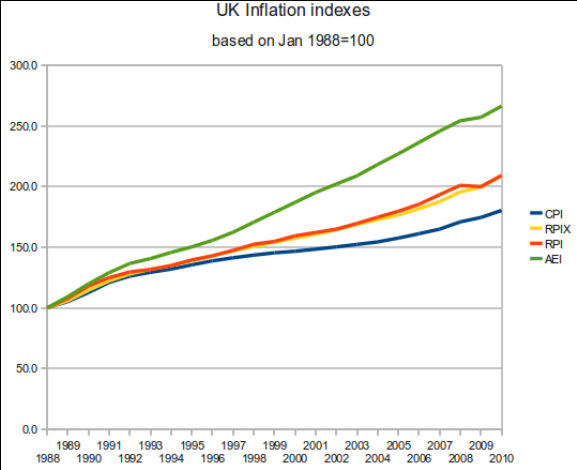 UK Inflation indexes
based on Jan 1988=100
300.0
250.0
200.0
150.0
100.0
50.0
0.0
CPI
RPIX
RPI
AEI
1989 1991 1993 1995 1997 1999 2001 2003 2005 2007 2009
1988 1990 1992 1994 1996 1998 2000 2002 2004 2006 2008 2010